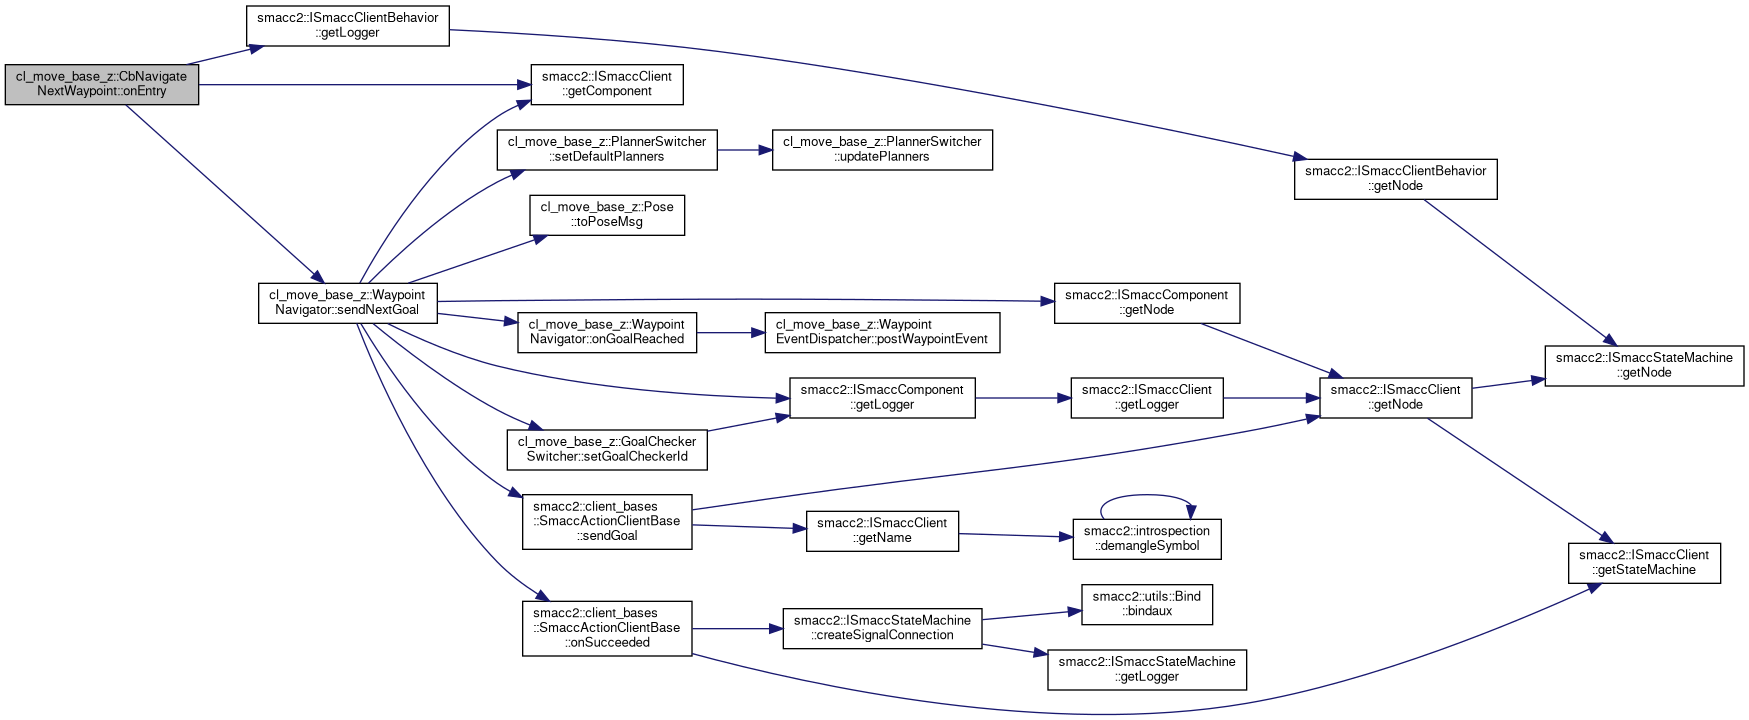 smacc2::ISmaccClientBehavior
::getLogger
cl_move_base_z::CbNavigate
NextWaypoint::onEntry
smacc2::ISmaccClient
::getComponent
cl_move_base_z::PlannerSwitcher
::setDefaultPlanners
cl_move_base_z::PlannerSwitcher
::updatePlanners
smacc2::ISmaccClientBehavior
::getNode
cl_move_base_z::Pose
::toPoseMsg
cl_move_base_z::Waypoint
Navigator::sendNextGoal
smacc2::ISmaccComponent
::getNode
cl_move_base_z::Waypoint
Navigator::onGoalReached
cl_move_base_z::Waypoint
EventDispatcher::postWaypointEvent
smacc2::ISmaccStateMachine
::getNode
smacc2::ISmaccComponent
::getLogger
smacc2::ISmaccClient
::getLogger
smacc2::ISmaccClient
::getNode
cl_move_base_z::GoalChecker
Switcher::setGoalCheckerId
smacc2::client_bases
::SmaccActionClientBase
::sendGoal
smacc2::ISmaccClient
::getName
smacc2::introspection
::demangleSymbol
smacc2::ISmaccClient
::getStateMachine
smacc2::client_bases
::SmaccActionClientBase
::onSucceeded
smacc2::ISmaccStateMachine
::createSignalConnection
smacc2::utils::Bind
::bindaux
smacc2::ISmaccStateMachine
::getLogger